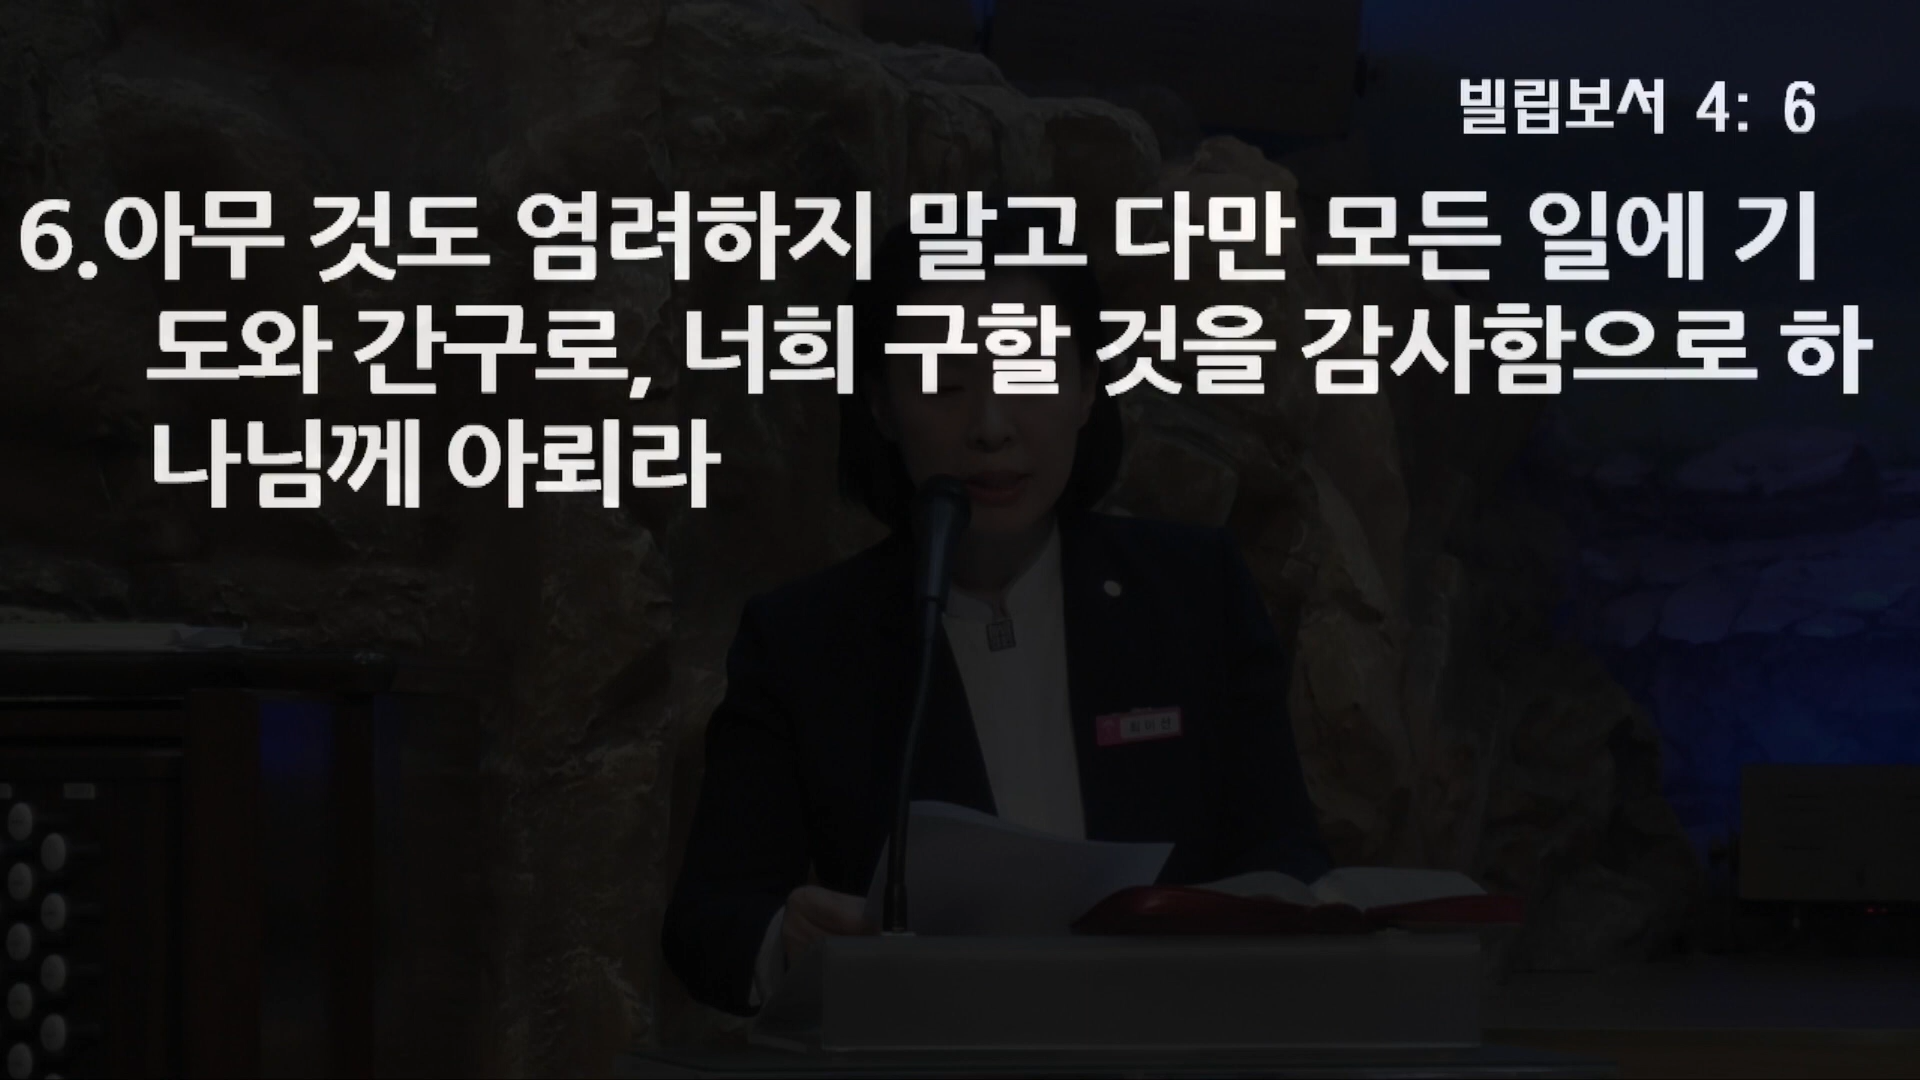 빌립보서 4: 6
6.아무 것도 염려하지 말고 다만 모든 일에 기
도와 간구로, 너희 구할 것을 감사함으로 하
나님께 아뢰라